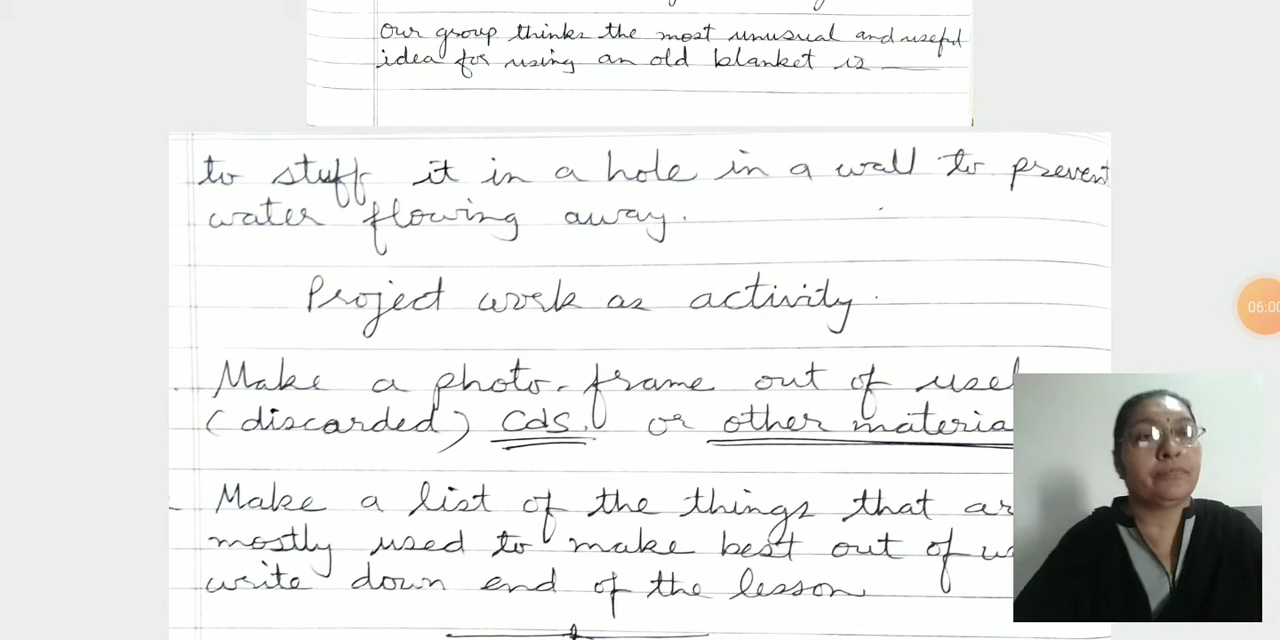 Our group thinks the most unusual and useful
idea for using an old blanket is
to stuff it in a hole in a wall to prevent
water flowing away.
Project work as activity.
Make a photo-frame out of
(discarded) Cds. or other
Make a list of the things that
mostly used to make best out of
write down end of the lesson
06:00